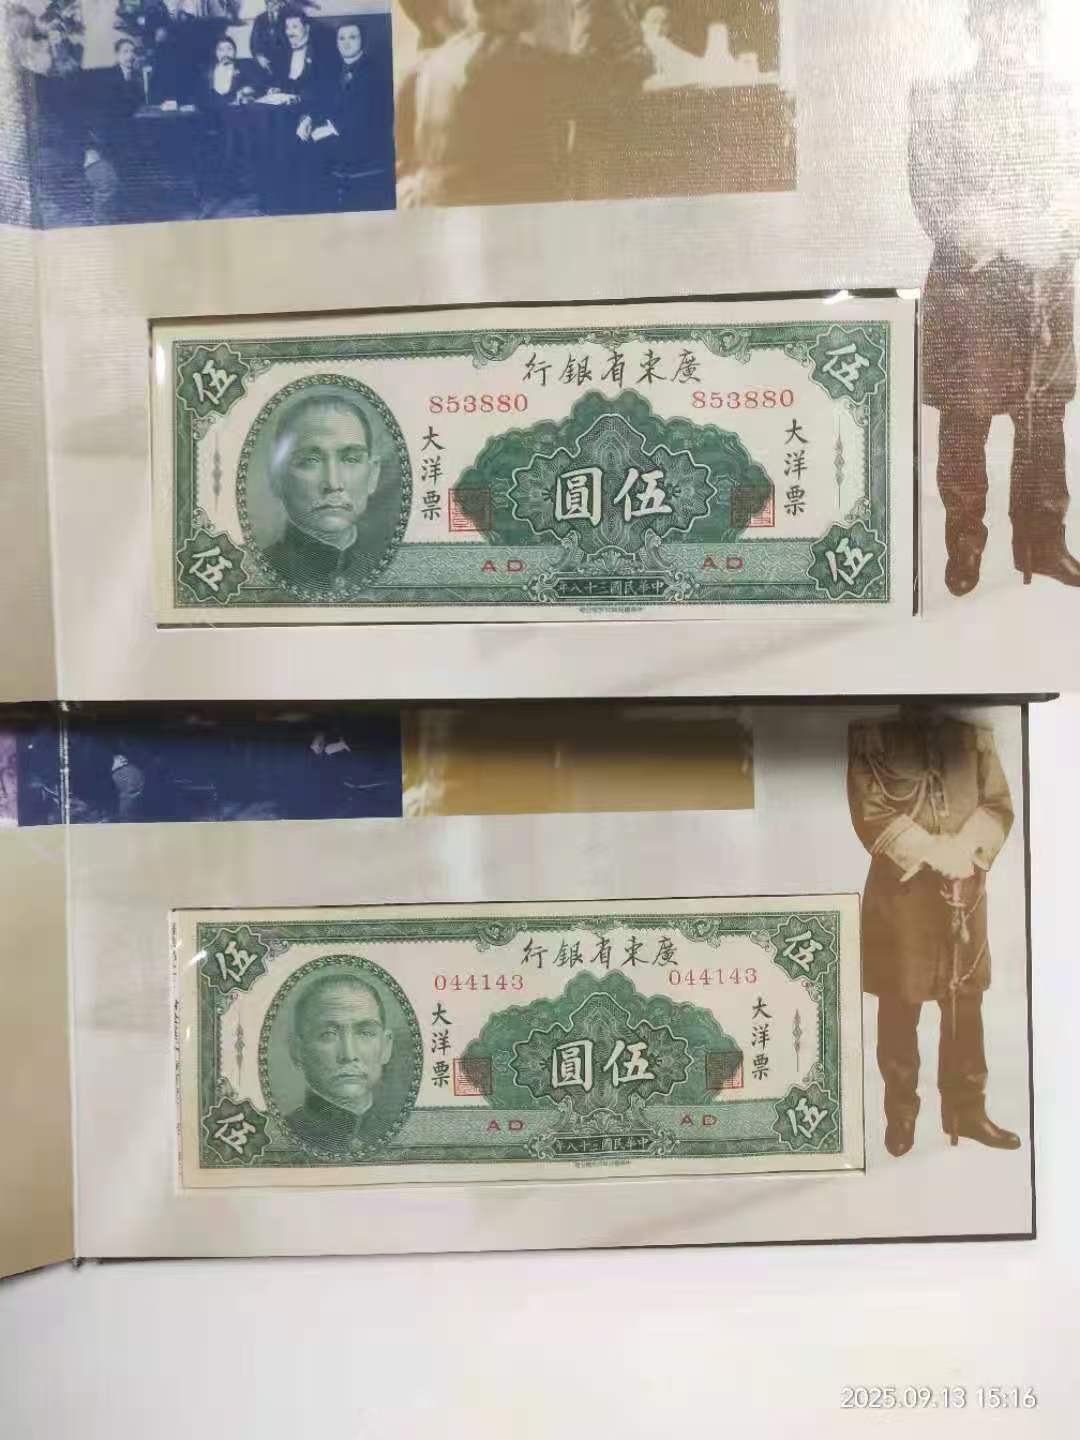 廣東省銀行
853880
853880
伍
伍
大洋票
大洋票
伍圓
AD
AD
伍
伍
中華民國三十八年
廣東省銀行
044143
044143
伍
伍
大洋票
大洋票
伍圓
AD
AD
伍
伍
中華民國三十八年
2025.09.13 15:16